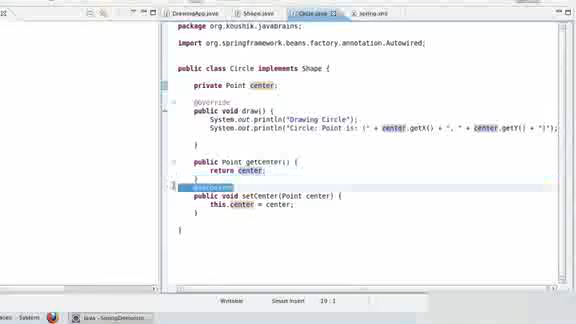 DrawingApp.java Shape.java Circle.java spring.xml
package org.koushik.javabrains;
import org.springframework.beans.factory.annotation.Autowired;
public class Circle implements Shape {
private Point center;
@Override
public void draw() {
System.out.println("Drawing Circle");
System.out.println("Circle: Point is: (" + center.getX() + ", " + center.getY() + ")");
}
public Point getCenter() {
return center;
}
public void setCenter(Point center) {
this.center = center;
}
}
Writable Smart Insert 19 : 1
System